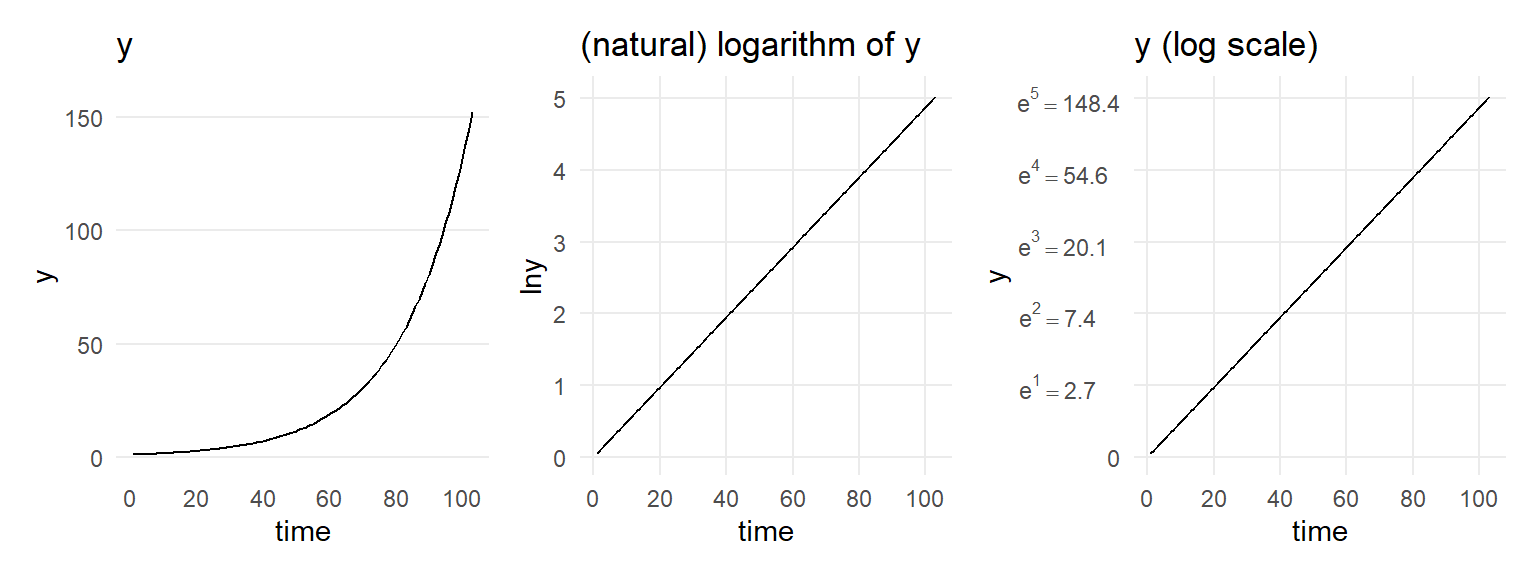 y
150
100
50
0
y
0 20 40 60 80 100
time
(natural) logarithm of y
5
4
3
2
1
0
lny
0 20 40 60 80 100
time
y (log scale)
e⁵ = 148.4
e⁴ = 54.6
e³ = 20.1
e² = 7.4
e¹ = 2.7
0
y
0 20 40 60 80 100
time